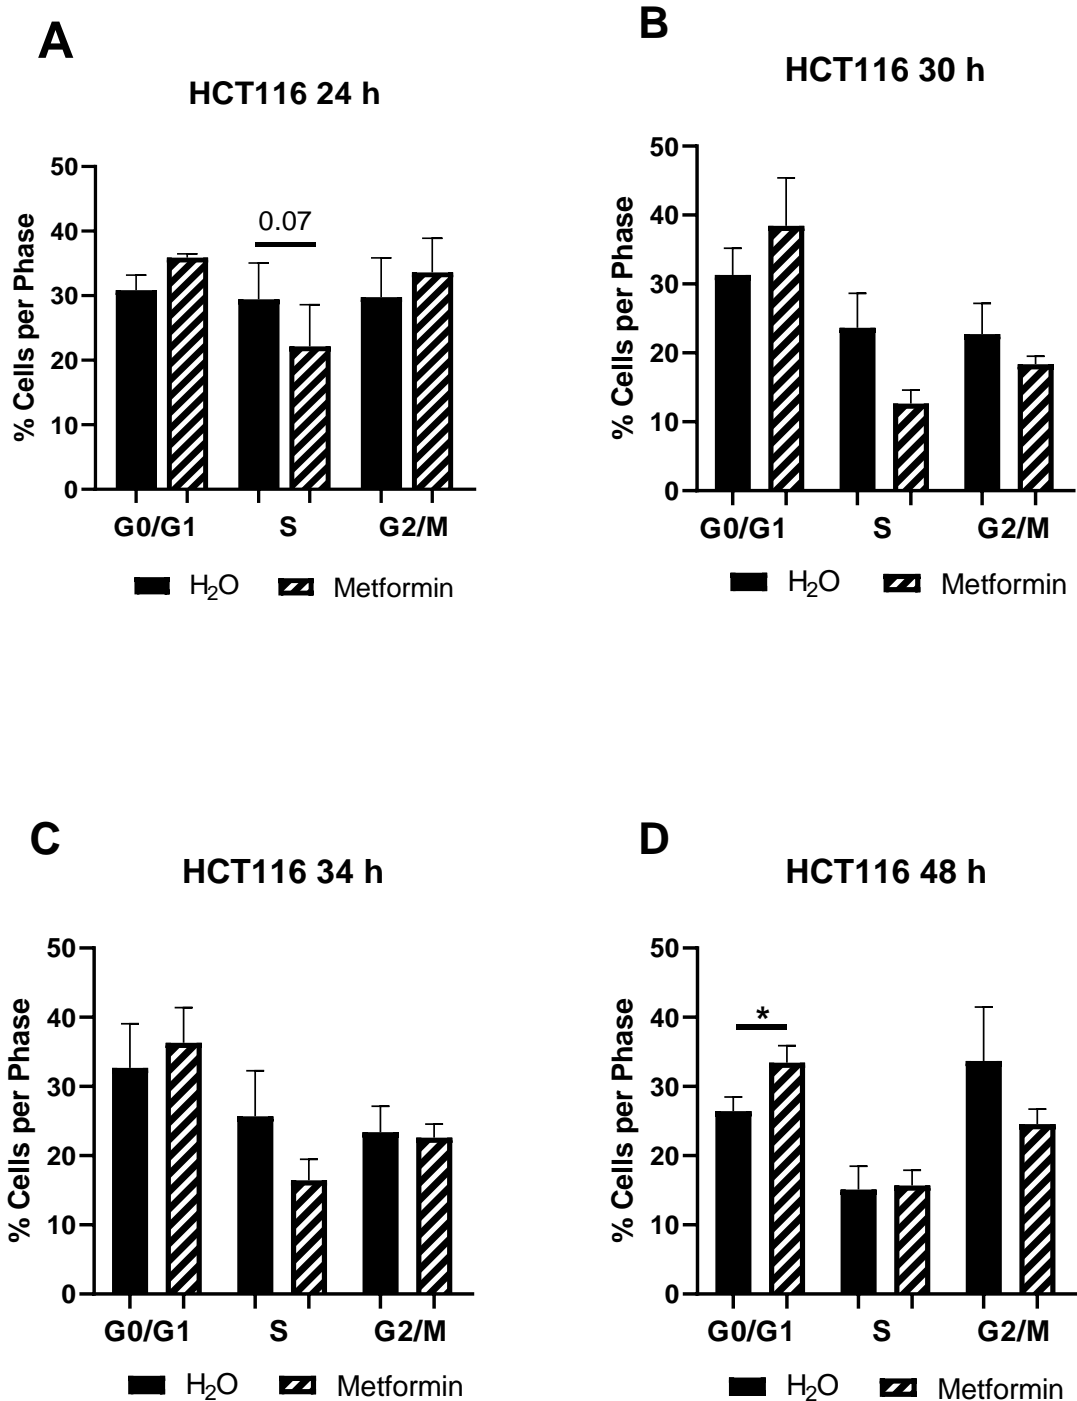 A
HCT116 24 h
% Cells per Phase
50
40
30
20
10
0
0.07
G0/G1 S G2/M
H₂O Metformin
B
HCT116 30 h
% Cells per Phase
50
40
30
20
10
0
G0/G1 S G2/M
H₂O Metformin
C
HCT116 34 h
% Cells per Phase
50
40
30
20
10
0
G0/G1 S G2/M
H₂O Metformin
D
HCT116 48 h
% Cells per Phase
50
40
30
20
10
0
*
G0/G1 S G2/M
H₂O Metformin